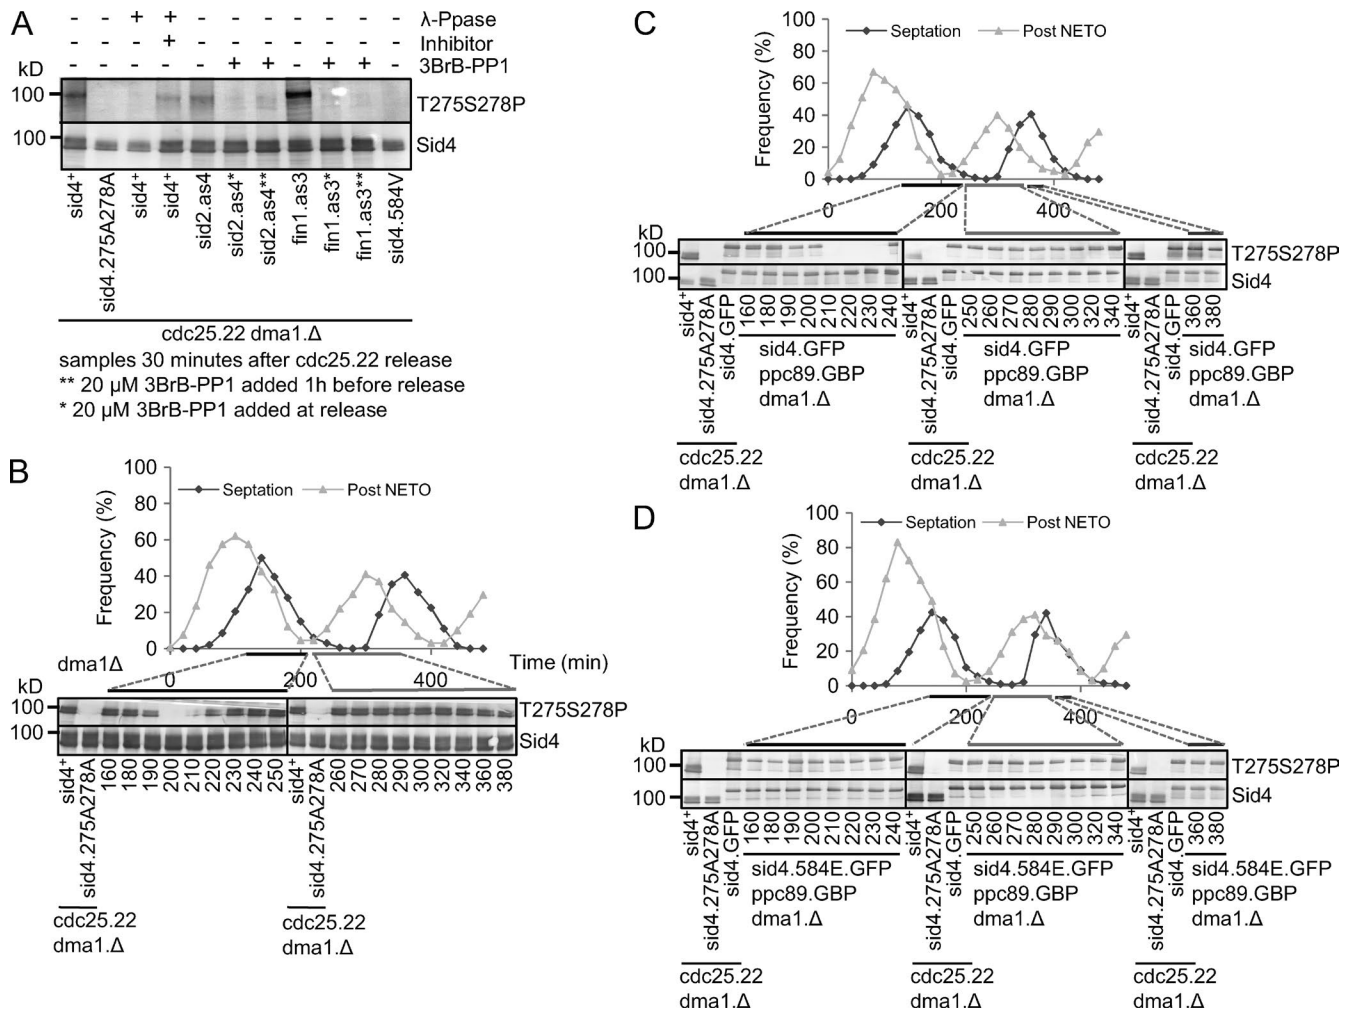 A
- - + + - - - - - - - λ-Ppase
- - - + - - - - - - - Inhibitor
- - - - - + + - + + - 3BrB-PP1
kD
100
T275S278P
100
Sid4
sid4+
sid4.275A278A
sid4+
sid4+
sid2.as4
sid2.as4*
sid2.as4**
fin1.as3
fin1.as3*
fin1.as3**
sid4.584V
cdc25.22 dma1.Δ
samples 30 minutes after cdc25.22 release
** 20 µM 3BrB-PP1 added 1h before release
* 20 µM 3BrB-PP1 added at release
B
Frequency (%)
100
80
60
40
20
0
Septation
Post NETO
dma1Δ
0
200
400
Time (min)
kD
100
T275S278P
100
Sid4
sid4+
sid4.275A278A
160 180 190 200 210 220 230 240 250
sid4+
sid4.275A278A
260 270 280 290 300 320 340 360 380
cdc25.22
dma1.Δ
cdc25.22
dma1.Δ
C
Frequency (%)
100
80
60
40
20
0
Septation
Post NETO
0
200
400
kD
100
T275S278P
100
Sid4
sid4+
sid4.275A278A
sid4.GFP
160 180 190 200 210 220 230 240
sid4+
sid4.275A278A
sid4.GFP
250 260 270 280 290 300 320 340
sid4+
sid4.275A278A
sid4.GFP
360 380
sid4.GFP
ppc89.GBP
dma1.Δ
sid4.GFP
ppc89.GBP
dma1.Δ
sid4.GFP
ppc89.GBP
dma1.Δ
cdc25.22
dma1.Δ
cdc25.22
dma1.Δ
cdc25.22
dma1.Δ
D
Frequency (%)
100
80
60
40
20
0
Septation
Post NETO
0
200
400
kD
100
T275S278P
100
Sid4
sid4+
sid4.275A278A
sid4.GFP
160 180 190 200 210 220 230 240
sid4+
sid4.275A278A
sid4.GFP
250 260 270 280 290 300 320 340
sid4+
sid4.275A278A
sid4.GFP
360 380
sid4.584E.GFP
ppc89.GBP
dma1.Δ
sid4.584E.GFP
ppc89.GBP
dma1.Δ
sid4.584E.GFP
ppc89.GBP
dma1.Δ
cdc25.22
dma1.Δ
cdc25.22
dma1.Δ
cdc25.22
dma1.Δ